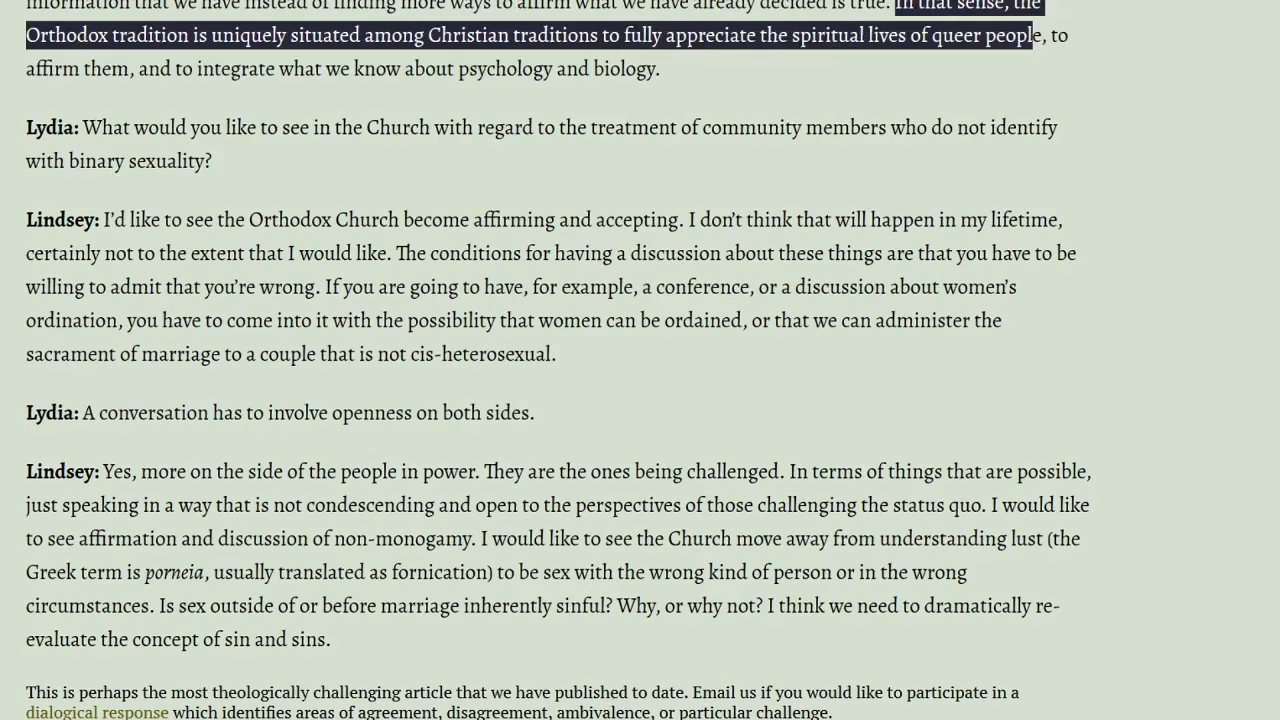 information that we have instead of finding more ways to affirm what we have already decided is true. In that sense, the
Orthodox tradition is uniquely situated among Christian traditions to fully appreciate the spiritual lives of queer people, to
affirm them, and to integrate what we know about psychology and biology.
Lydia: What would you like to see in the Church with regard to the treatment of community members who do not identify
with binary sexuality?
Lindsey: I'd like to see the Orthodox Church become affirming and accepting. I don't think that will happen in my lifetime,
certainly not to the extent that I would like. The conditions for having a discussion about these things are that you have to be
willing to admit that you're wrong. If you are going to have, for example, a conference, or a discussion about women's
ordination, you have to come into it with the possibility that women can be ordained, or that we can administer the
sacrament of marriage to a couple that is not cis-heterosexual.
Lydia: A conversation has to involve openness on both sides.
Lindsey: Yes, more on the side of the people in power. They are the ones being challenged. In terms of things that are possible,
just speaking in a way that is not condescending and open to the perspectives of those challenging the status quo. I would like
to see affirmation and discussion of non-monogamy. I would like to see the Church move away from understanding lust (the
Greek term is porneia, usually translated as fornication) to be sex with the wrong kind of person or in the wrong
circumstances. Is sex outside of or before marriage inherently sinful? Why, or why not? I think we need to dramatically re-
evaluate the concept of sin and sins.
This is perhaps the most theologically challenging article that we have published to date. Email us if you would like to participate in a
dialogical response which identifies areas of agreement, disagreement, ambivalence, or particular challenge.